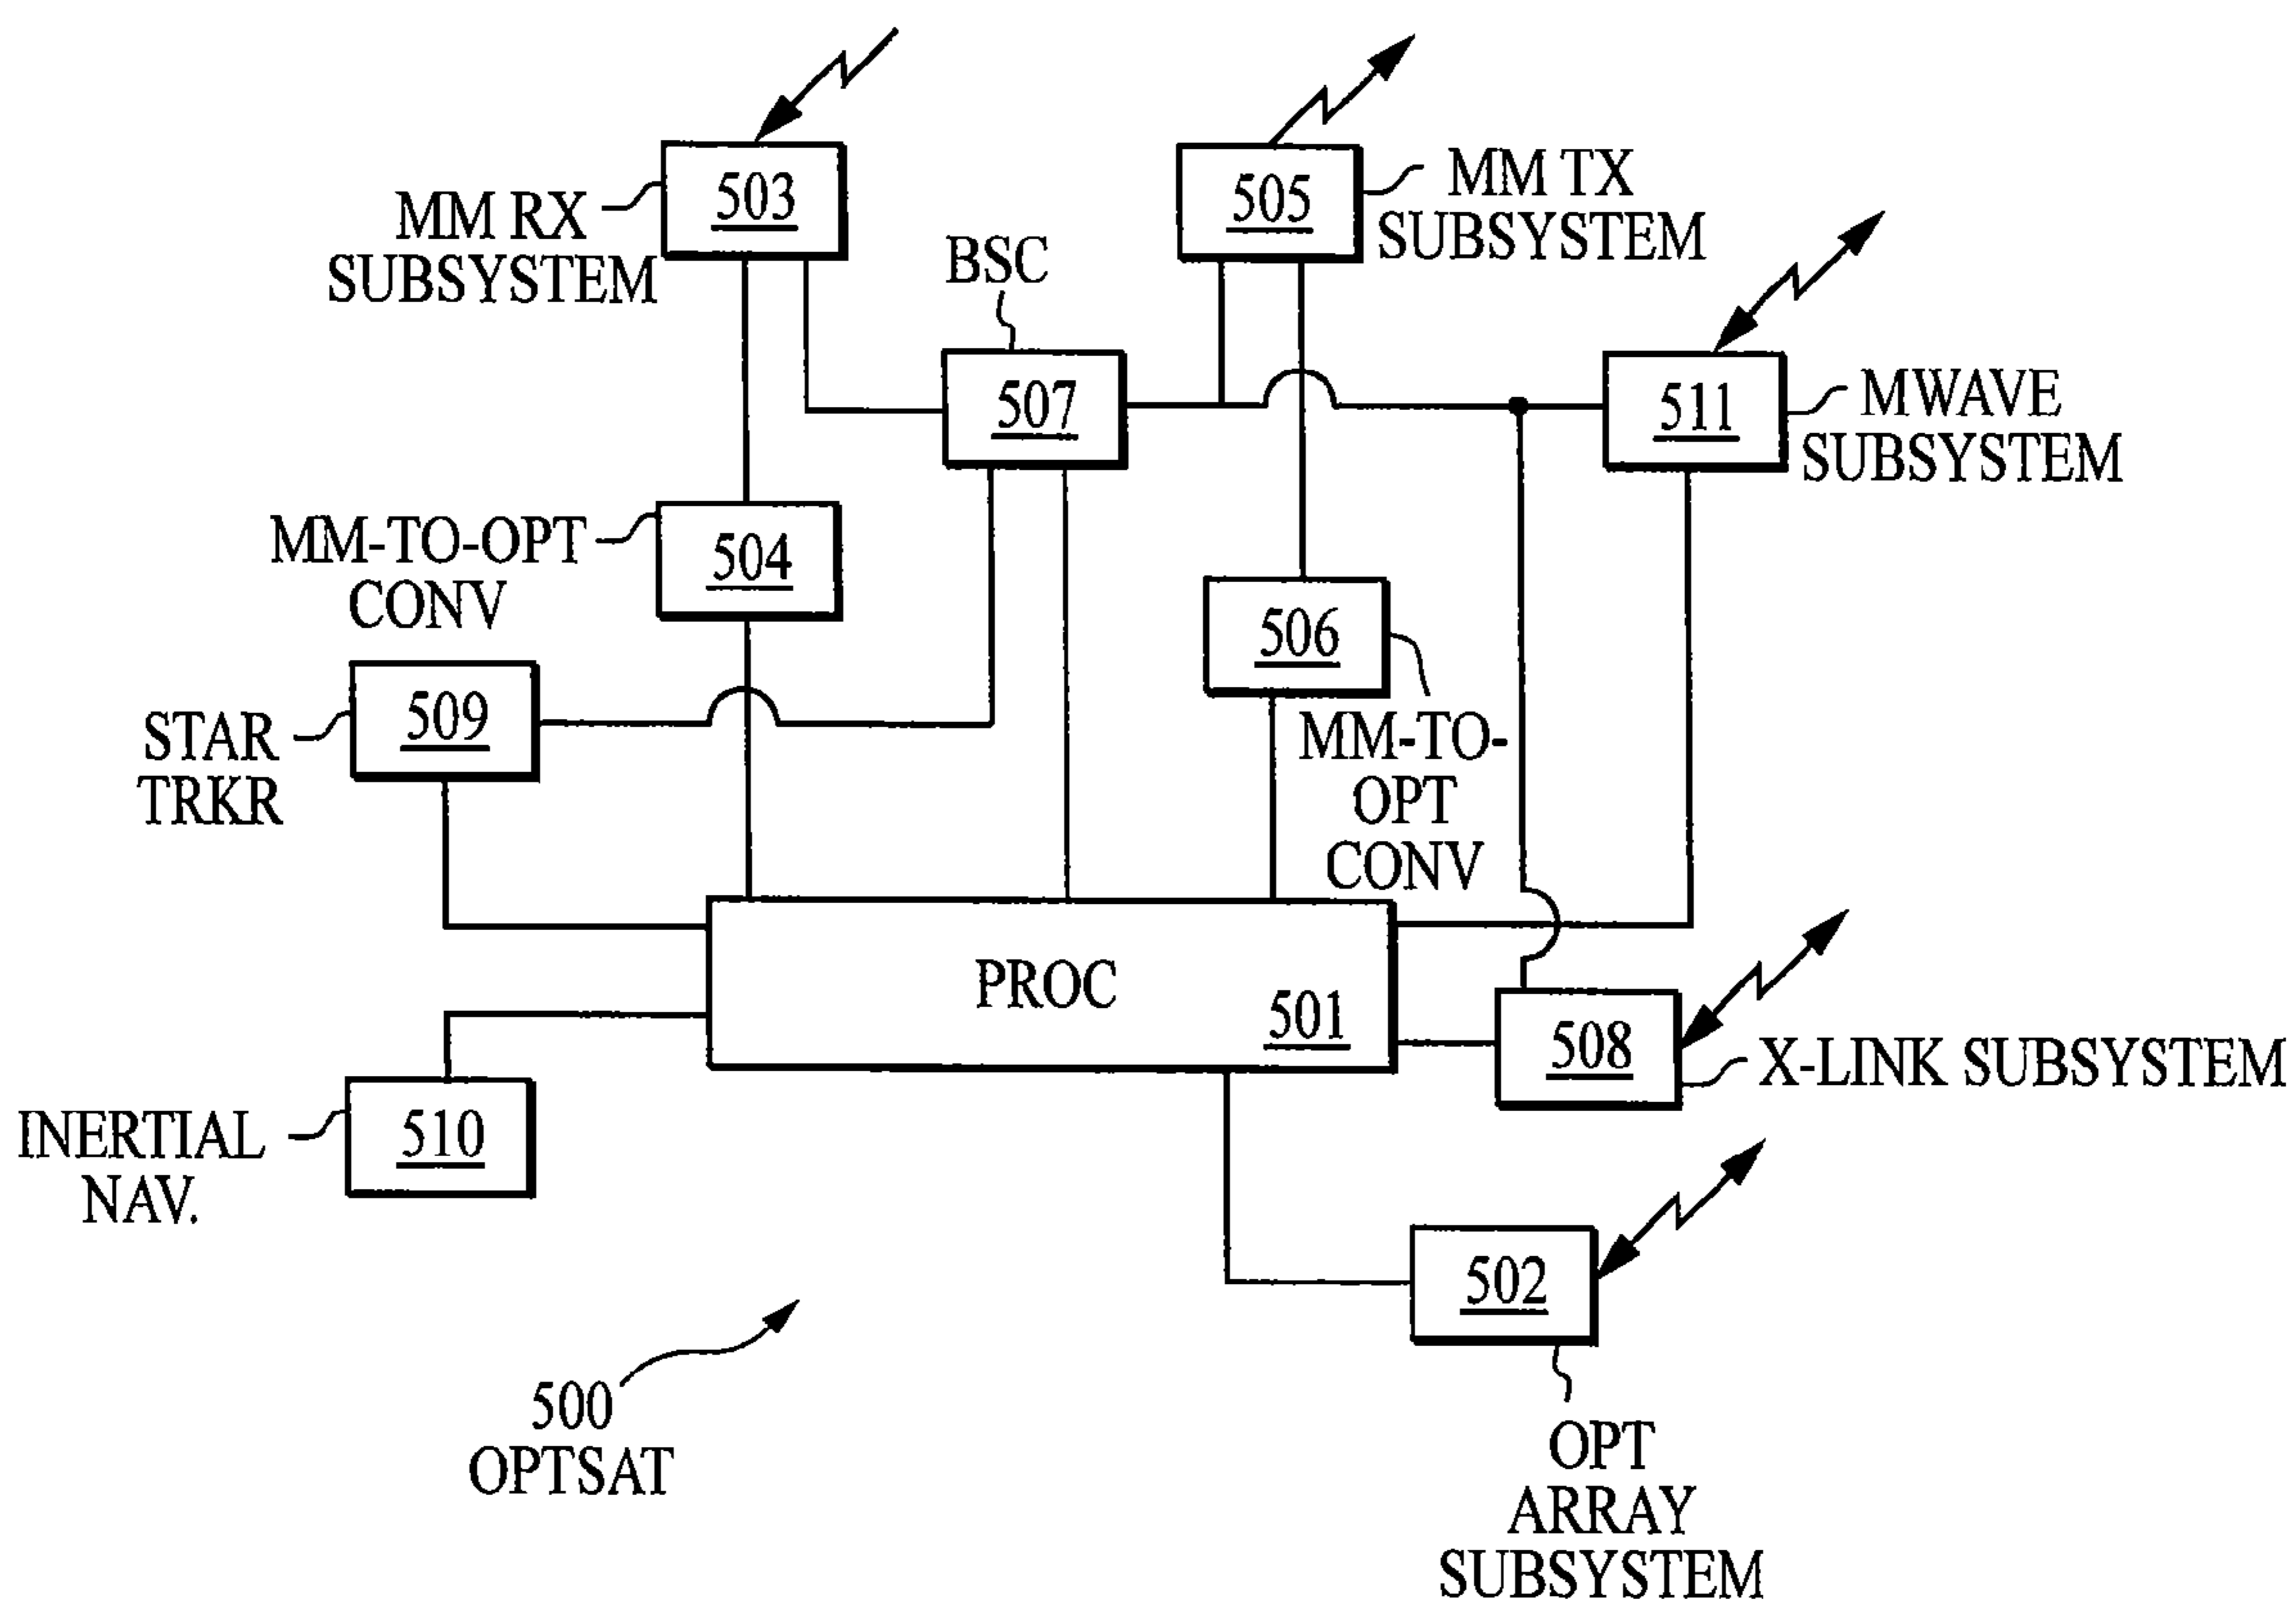 503
MM RX
SUBSYSTEM
505
MM TX
SUBSYSTEM
BSC
507
511
MWAVE
SUBSYSTEM
MM-TO-OPT
CONV
504
506
MM-TO-
OPT
CONV
STAR
TRKR
509
PROC
501
508
X-LINK SUBSYSTEM
INERTIAL
NAV.
510
502
OPT
ARRAY
SUBSYSTEM
500
OPTSAT